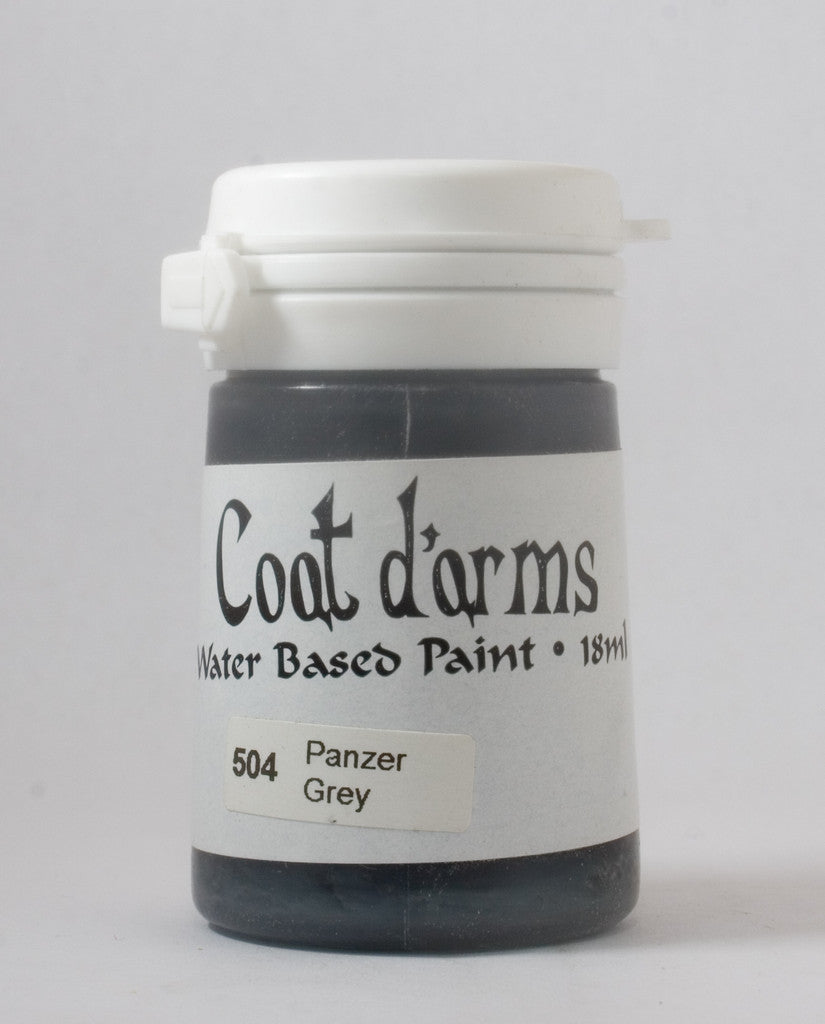 Coat d'arms
Water Based Paint • 18ml
504 Panzer
Grey